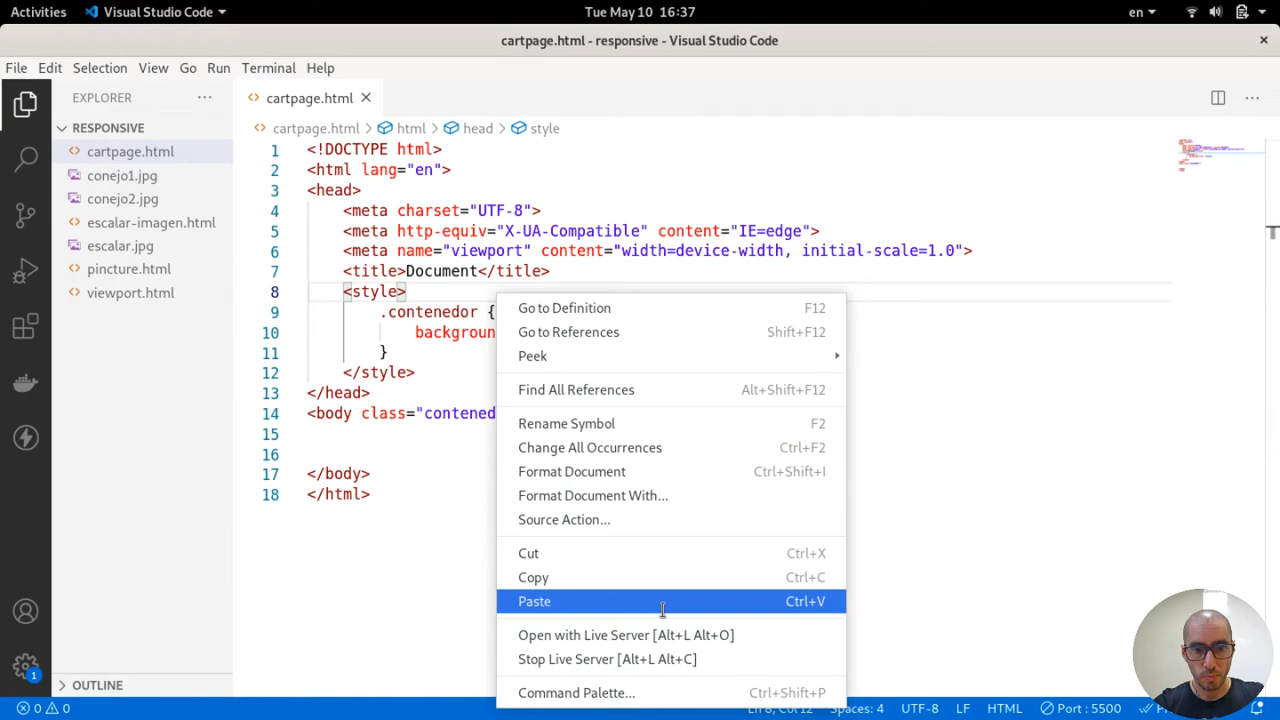 Activities Visual Studio Code Tue May 10 16:37 en
cartpage.html - responsive - Visual Studio Code
File Edit Selection View Go Run Terminal Help
EXPLORER
cartpage.html
RESPONSIVE
cartpage.html
conejo1.jpg
conejo2.jpg
escalar-imagen.html
escalar.jpg
pincture.html
viewport.html
OUTLINE
cartpage.html > html > head > style
1 <!DOCTYPE html>
2 <html lang="en">
3 <head>
4 <meta charset="UTF-8">
5 <meta http-equiv="X-UA-Compatible" content="IE=edge">
6 <meta name="viewport" content="width=device-width, initial-scale=1.0">
7 <title>Document</title>
8 <style>
9 .contenedor {
10 backgroun
11 }
12 </style>
13 </head>
14 <body class="contened
15
16
17 </body>
18 </html>
Go to Definition F12
Go to References Shift+F12
Peek
Find All References Alt+Shift+F12
Rename Symbol F2
Change All Occurrences Ctrl+F2
Format Document Ctrl+Shift+I
Format Document With...
Source Action...
Cut Ctrl+X
Copy Ctrl+C
Paste Ctrl+V
Open with Live Server [Alt+L Alt+O]
Stop Live Server [Alt+L Alt+C]
Command Palette... Ctrl+Shift+P
1
0 0 Ln 8, Col 12 Spaces: 4 UTF-8 LF HTML Port : 5500